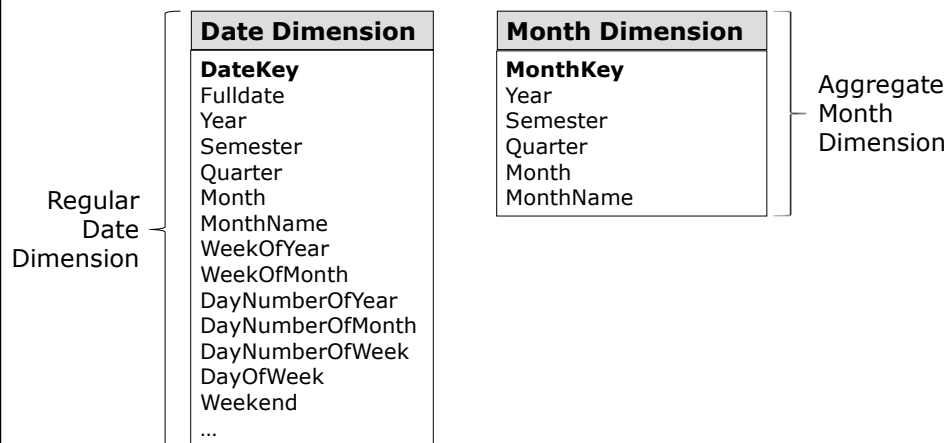 Date Dimension
DateKey
Fulldate
Year
Semester
Quarter
Month
MonthName
WeekOfYear
WeekOfMonth
DayNumberOfYear
DayNumberOfMonth
DayNumberOfWeek
DayOfWeek
Weekend
...
Regular
Date
Dimension
Month Dimension
MonthKey
Year
Semester
Quarter
Month
MonthName
Aggregate
Month
Dimension